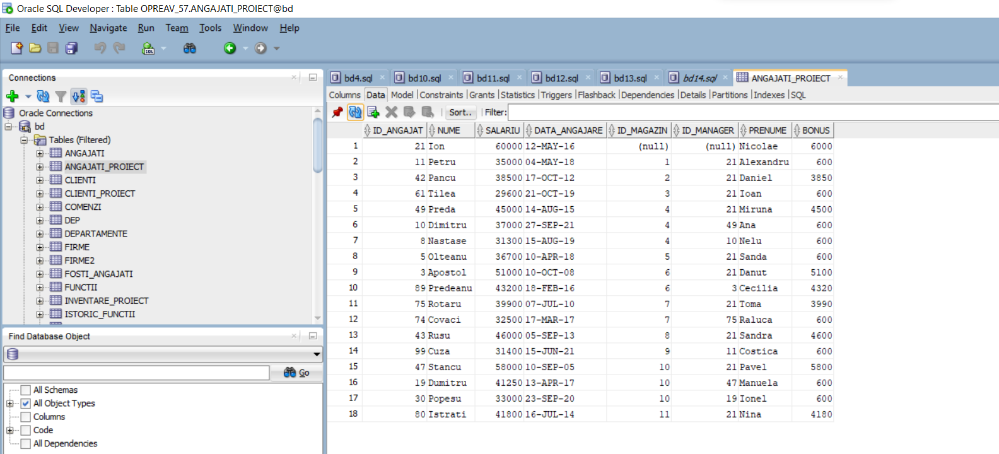 Oracle SQL Developer : Table OPREAV_57.ANGAJATI_PROIECT@bd
File Edit View Navigate Run Team Tools Window Help
SQL
Connections
Oracle Connections
bd
Tables (Filtered)
ANGAJATI
ANGAJATI_PROIECT
CLIENTI
CLIENTI_PROIECT
COMENZI
DEP
DEPARTAMENTE
FIRME
FIRME2
FOSTI_ANGAJATI
FUNCTII
INVENTARE_PROIECT
ISTORIC_FUNCTII
Find Database Object
Go
All Schemas
All Object Types
Columns
Code
All Dependencies
bd4.sql bd10.sql bd11.sql bd12.sql bd13.sql bd14.sql ANGAJATI_PROIECT
Columns Data Model Constraints Grants Statistics Triggers Flashback Dependencies Details Partitions Indexes SQL
Sort.. Filter:
ID_ANGAJAT NUME SALARIU DATA_ANGAJARE ID_MAGAZIN ID_MANAGER PRENUME BONUS
1 21 Ion 60000 12-MAY-16 (null) (null) Nicolae 6000
2 11 Petru 35000 04-MAY-18 1 21 Alexandru 600
3 42 Pancu 38500 17-OCT-12 2 21 Daniel 3850
4 61 Tilea 29600 21-OCT-19 3 21 Ioan 600
5 49 Preda 45000 14-AUG-15 4 21 Miruna 4500
6 10 Dimitru 37000 27-SEP-21 4 49 Ana 600
7 8 Nastase 31300 15-AUG-19 4 10 Nelu 600
8 5 Olteanu 36700 10-APR-18 5 21 Sanda 600
9 3 Apostol 51000 10-OCT-08 6 21 Danut 5100
10 89 Predeanu 43200 18-FEB-16 6 3 Cecilia 4320
11 75 Rotaru 39900 07-JUL-10 7 21 Toma 3990
12 74 Covaci 32500 17-MAR-17 7 75 Raluca 600
13 43 Rusu 46000 05-SEP-13 8 21 Sandra 4600
14 99 Cuza 31400 15-JUN-21 9 11 Costica 600
15 47 Stancu 58000 10-SEP-05 10 21 Pavel 5800
16 19 Dumitru 41250 13-APR-17 10 47 Manuela 600
17 30 Popesu 33000 23-SEP-20 10 19 Ionel 600
18 80 Istrati 41800 16-JUL-14 11 21 Nina 4180